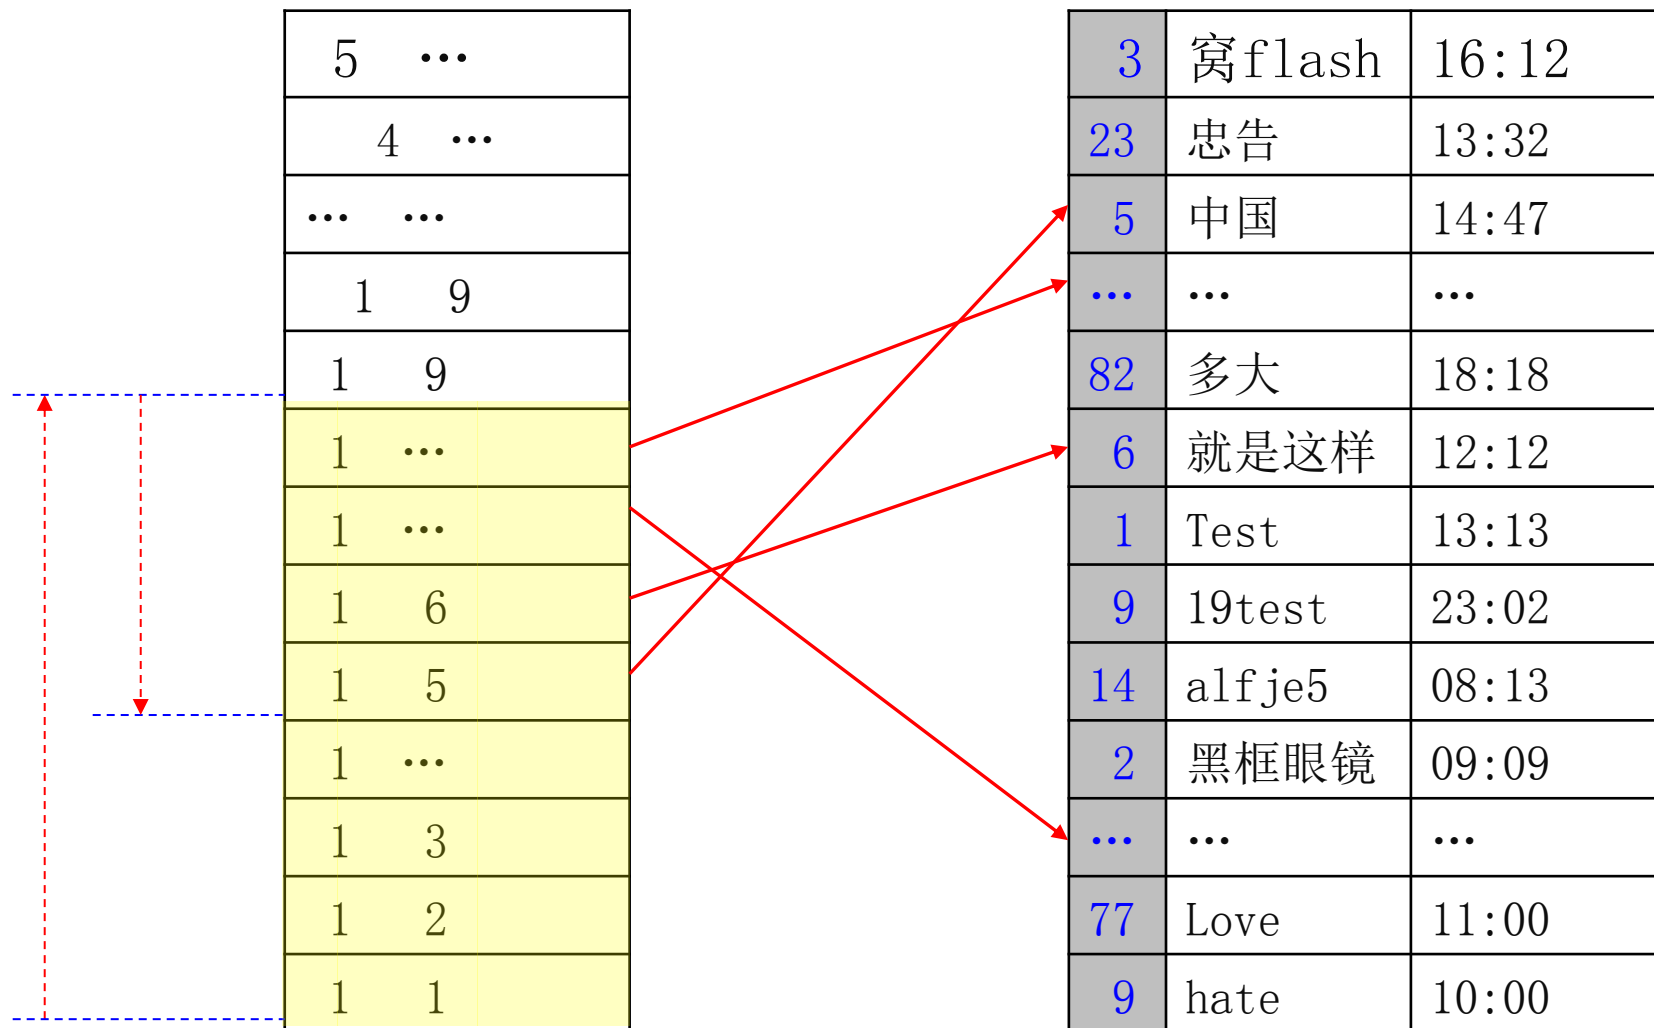 5 … 3 窝flash 16:12
4 … 23 忠告 13:32
… … 5 中国 14:47
1 9 … … …
1 9 82 多大 18:18
1 … 6 就是这样 12:12
1 … 1 Test 13:13
1 6 9 19test 23:02
1 5 14 alfje5 08:13
1 … 2 黑框眼镜 09:09
1 3 … … …
1 2 77 Love 11:00
1 1 9 hate 10:00